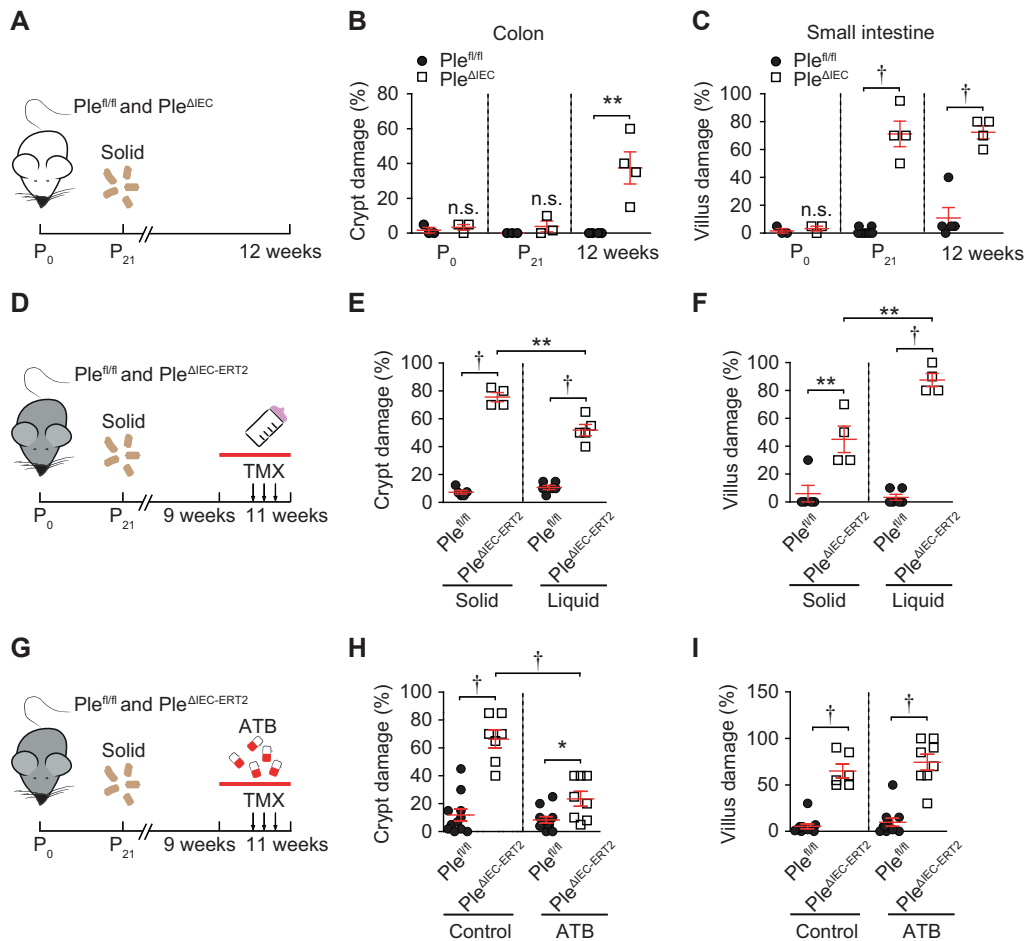 A
Ple^fl/fl and Ple^ΔIEC
Solid
P0
P21
12 weeks
B
Colon
Ple^fl/fl
Ple^ΔIEC
Crypt damage (%)
80
60
40
20
0
n.s.
n.s.
**
P0
P21
12 weeks
C
Small intestine
Ple^fl/fl
Ple^ΔIEC
Villus damage (%)
100
80
60
40
20
0
n.s.
†
†
P0
P21
12 weeks
D
Ple^fl/fl and Ple^ΔIEC-ERT2
Solid
TMX
P0
P21
9 weeks
11 weeks
E
Crypt damage (%)
100
80
60
40
20
0
†
**
†
Ple^fl/fl
Ple^ΔIEC-ERT2
Ple^fl/fl
Ple^ΔIEC-ERT2
Solid
Liquid
F
Villus damage (%)
100
80
60
40
20
0
**
**
†
Ple^fl/fl
Ple^ΔIEC-ERT2
Ple^fl/fl
Ple^ΔIEC-ERT2
Solid
Liquid
G
Ple^fl/fl and Ple^ΔIEC-ERT2
Solid
ATB
TMX
P0
P21
9 weeks
11 weeks
H
Crypt damage (%)
100
80
60
40
20
0
†
†
*
Ple^fl/fl
Ple^ΔIEC-ERT2
Ple^fl/fl
Ple^ΔIEC-ERT2
Control
ATB
I
Villus damage (%)
150
100
50
0
†
†
Ple^fl/fl
Ple^ΔIEC-ERT2
Ple^fl/fl
Ple^ΔIEC-ERT2
Control
ATB